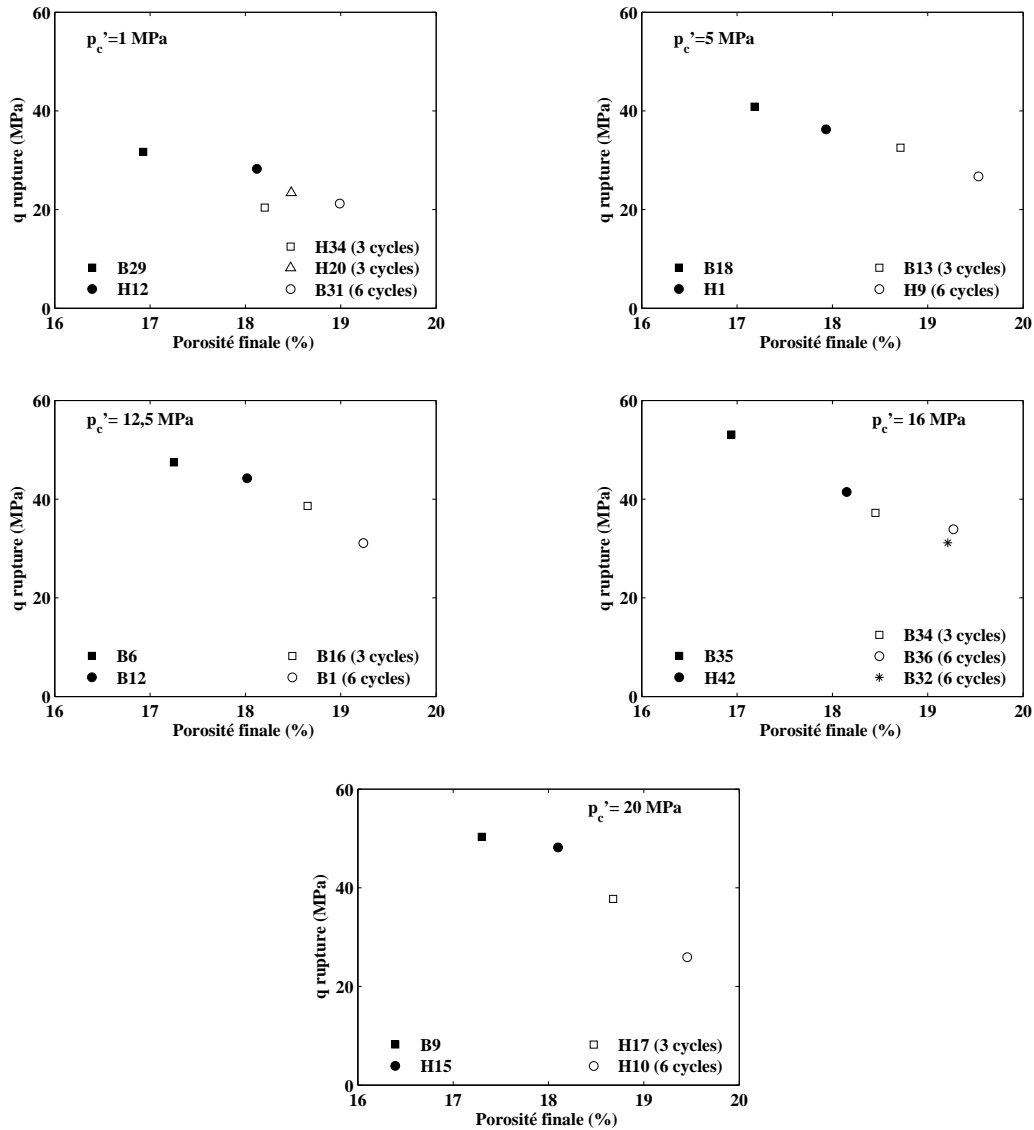 60
40
20
0
q rupture (MPa)
p_c’=1 MPa
B29
H12
H34 (3 cycles)
H20 (3 cycles)
B31 (6 cycles)
16 17 18 19 20
Porosité finale (%)
60
40
20
0
q rupture (MPa)
p_c’=5 MPa
B18
H1
B13 (3 cycles)
H9 (6 cycles)
16 17 18 19 20
Porosité finale (%)
60
40
20
0
q rupture (MPa)
p_c’= 12,5 MPa
B6
B12
B16 (3 cycles)
B1 (6 cycles)
16 17 18 19 20
Porosité finale (%)
60
40
20
0
q rupture (MPa)
p_c’= 16 MPa
B35
H42
B34 (3 cycles)
B36 (6 cycles)
B32 (6 cycles)
16 17 18 19 20
Porosité finale (%)
60
40
20
0
q rupture (MPa)
p_c’= 20 MPa
B9
H15
H17 (3 cycles)
H10 (6 cycles)
16 17 18 19 20
Porosité finale (%)